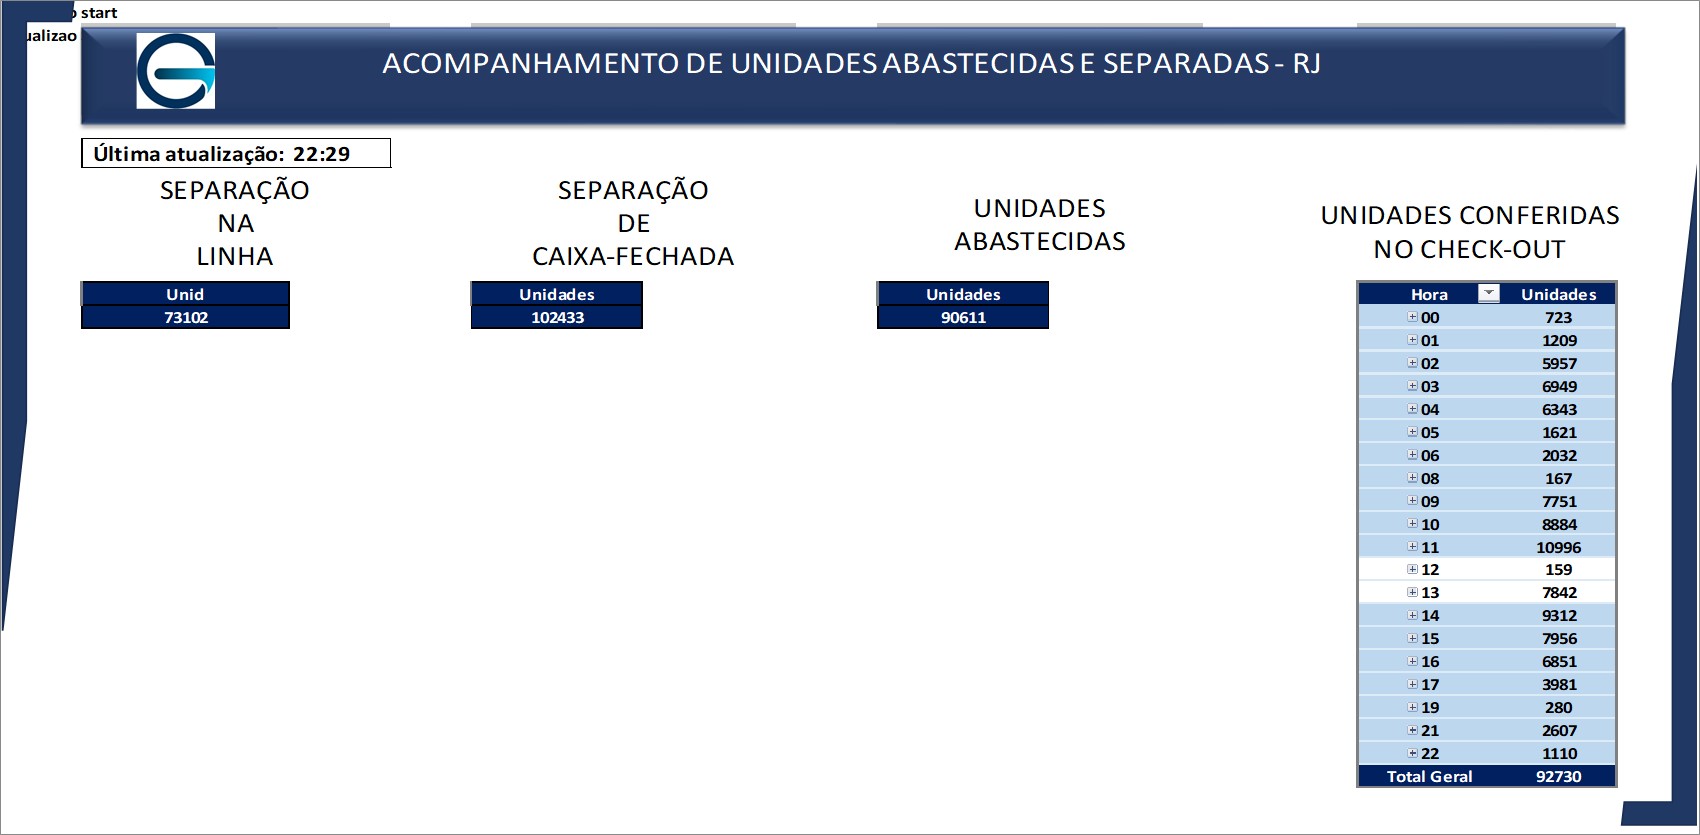 o start
ualizao
ACOMPANHAMENTO DE UNIDADES ABASTECIDAS E SEPARADAS - RJ
Última atualização: 22:29
SEPARAÇÃO
NA
LINHA
Unid
73102
SEPARAÇÃO
DE
CAIXA-FECHADA
Unidades
102433
UNIDADES
ABASTECIDAS
Unidades
90611
UNIDADES CONFERIDAS
NO CHECK-OUT
Hora Unidades
00 723
01 1209
02 5957
03 6949
04 6343
05 1621
06 2032
08 167
09 7751
10 8884
11 10996
12 159
13 7842
14 9312
15 7956
16 6851
17 3981
19 280
21 2607
22 1110
Total Geral 92730